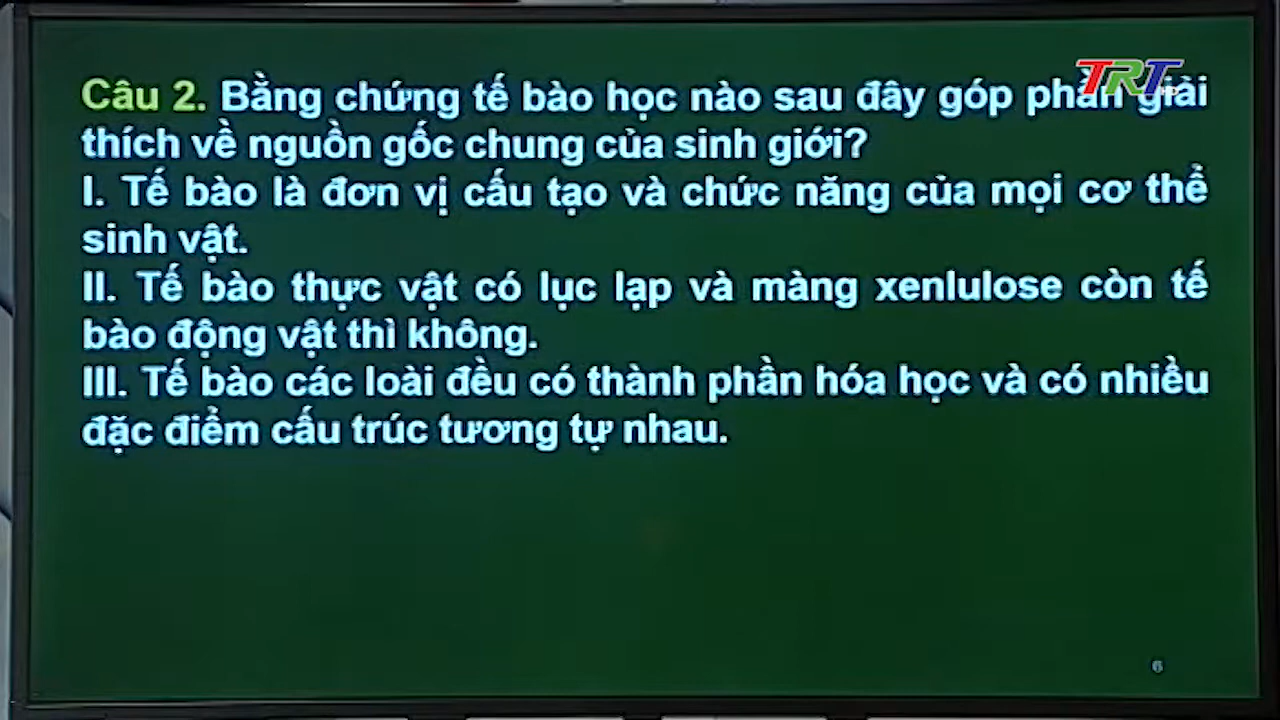 TRT HD
Câu 2. Bằng chứng tế bào học nào sau đây góp phần giải
thích về nguồn gốc chung của sinh giới?
I. Tế bào là đơn vị cấu tạo và chức năng của mọi cơ thể
sinh vật.
II. Tế bào thực vật có lục lạp và màng xenlulose còn tế
bào động vật thì không.
III. Tế bào các loài đều có thành phần hóa học và có nhiều
đặc điểm cấu trúc tương tự nhau.
6